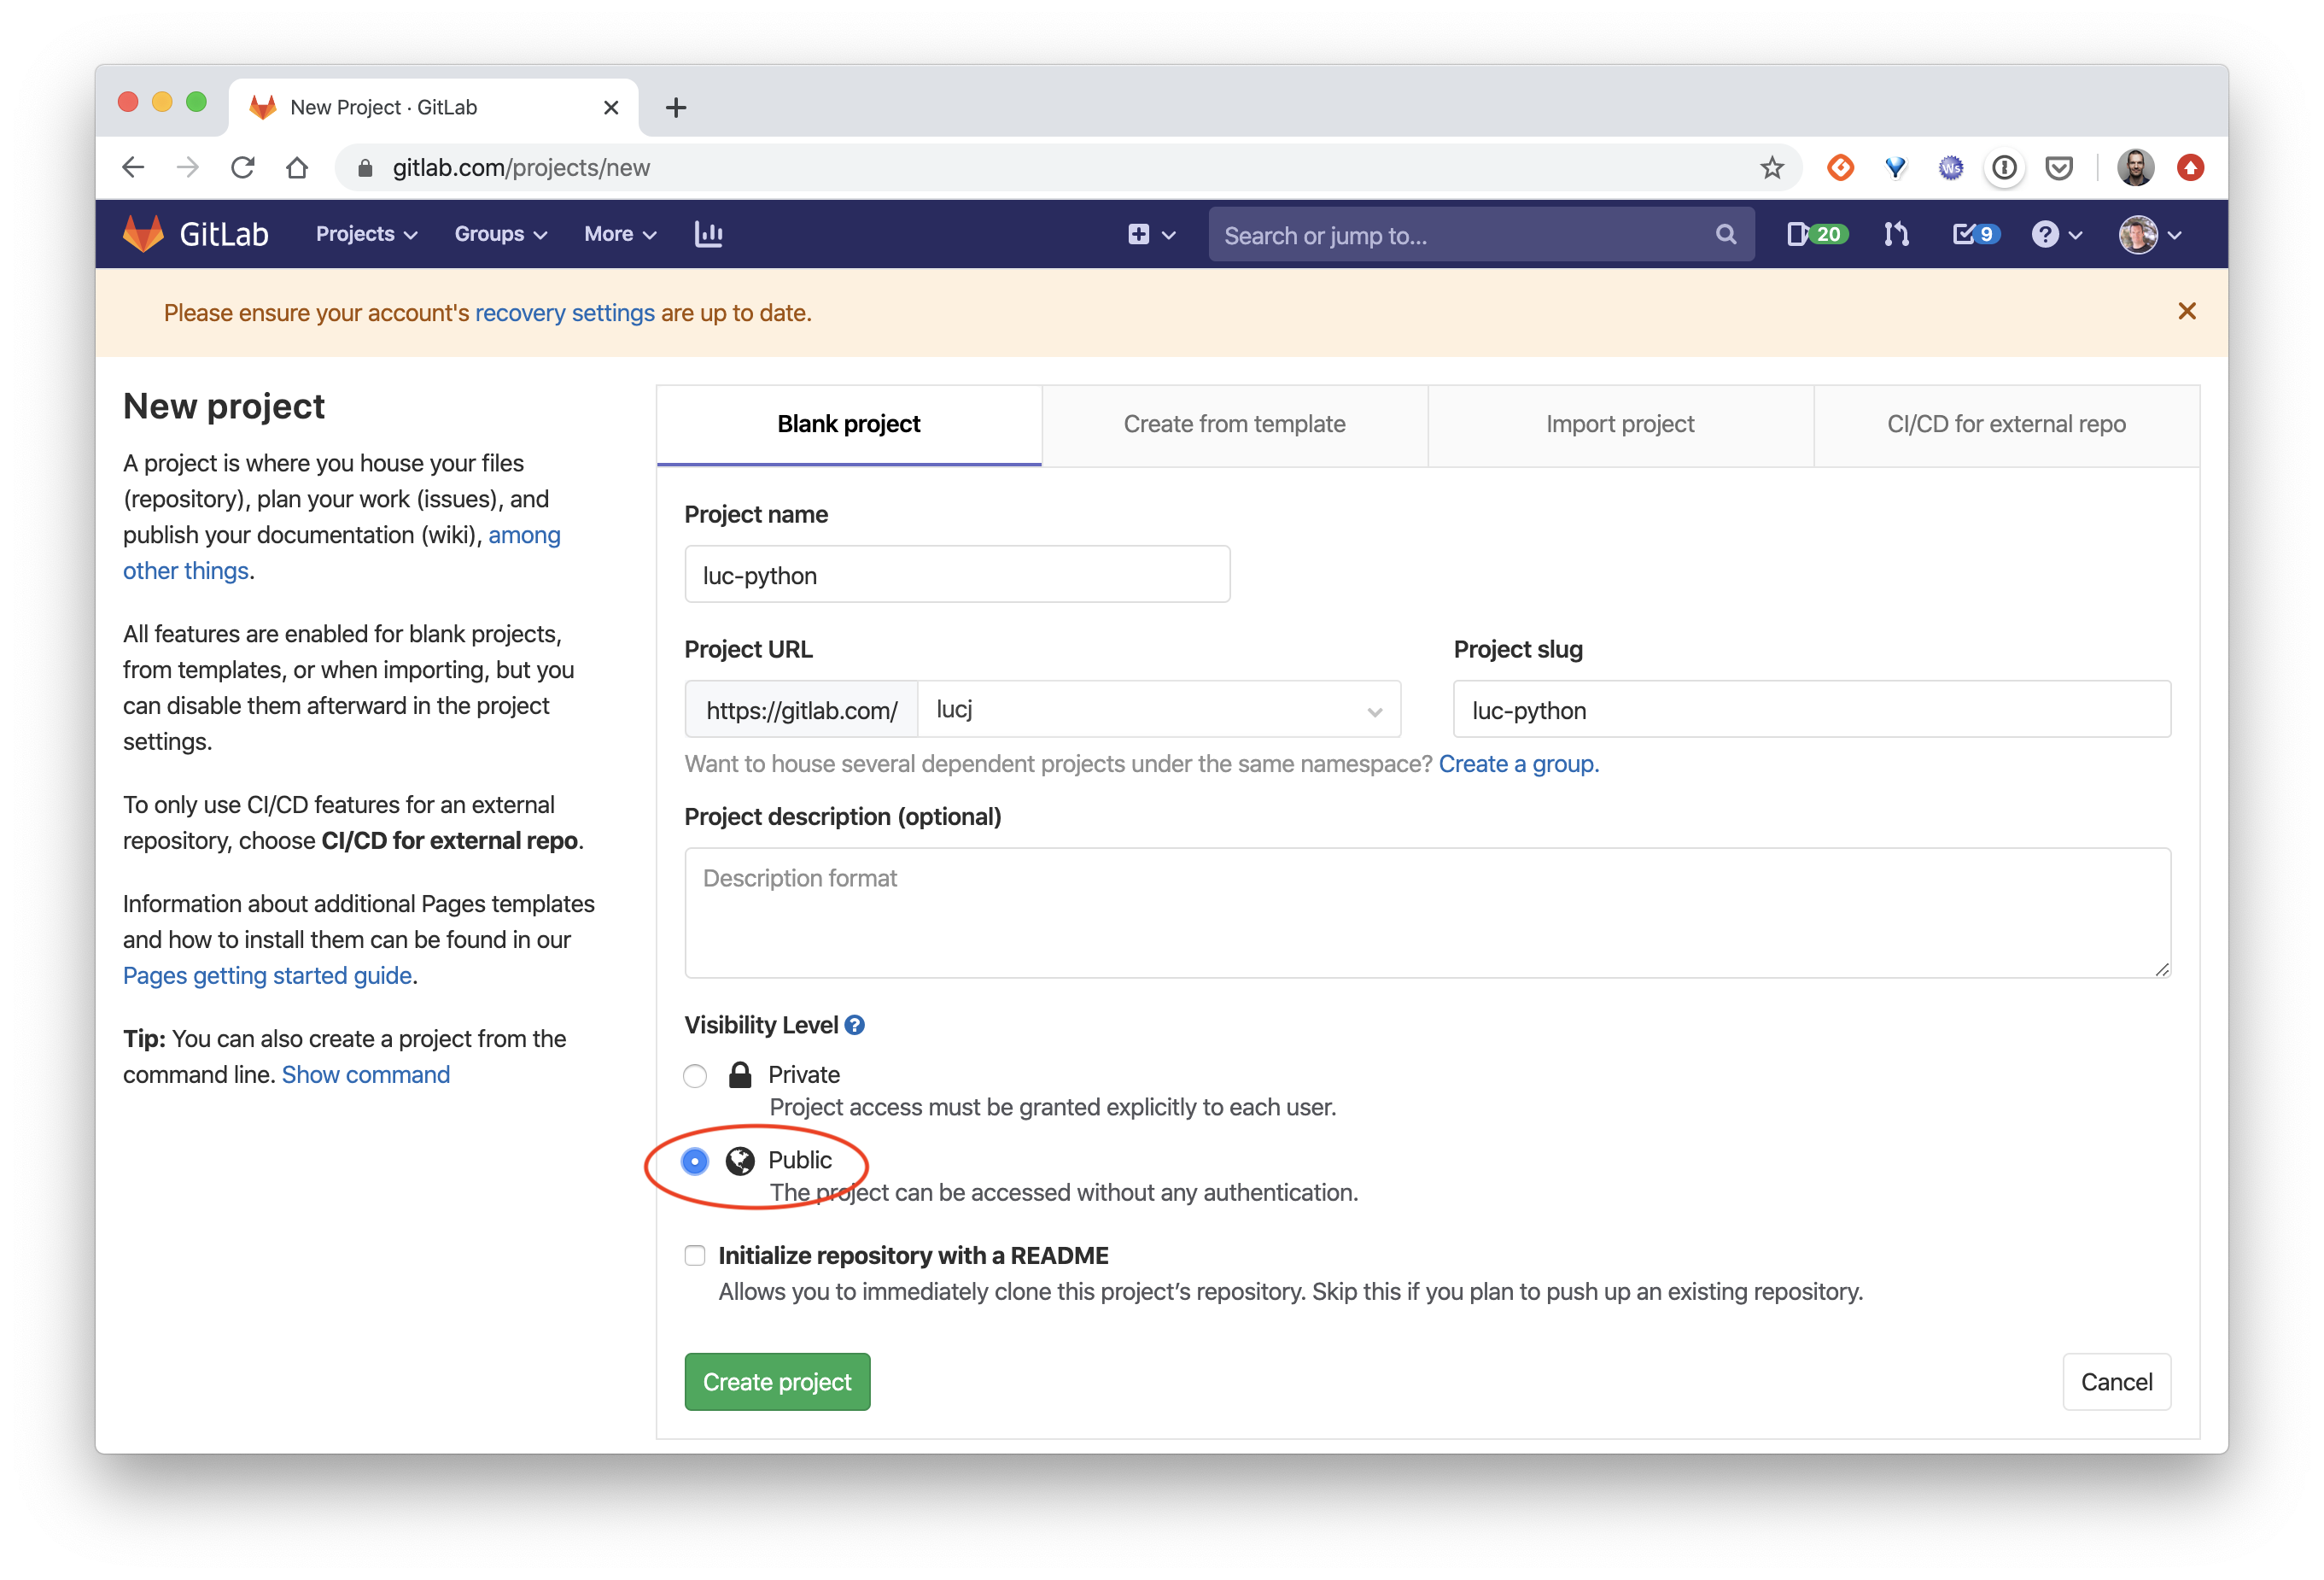 New Project · GitLab
gitlab.com/projects/new
GitLab Projects Groups More Search or jump to... 20 9
Please ensure your account's recovery settings are up to date.
New project
A project is where you house your files
(repository), plan your work (issues), and
publish your documentation (wiki), among
other things.
All features are enabled for blank projects,
from templates, or when importing, but you
can disable them afterward in the project
settings.
To only use CI/CD features for an external
repository, choose CI/CD for external repo.
Information about additional Pages templates
and how to install them can be found in our
Pages getting started guide.
Tip: You can also create a project from the
command line. Show command
Blank project Create from template Import project CI/CD for external repo
Project name
luc-python
Project URL Project slug
https://gitlab.com/ lucj luc-python
Want to house several dependent projects under the same namespace? Create a group.
Project description (optional)
Description format
Visibility Level
Private
Project access must be granted explicitly to each user.
Public
The project can be accessed without any authentication.
Initialize repository with a README
Allows you to immediately clone this project’s repository. Skip this if you plan to push up an existing repository.
Create project Cancel